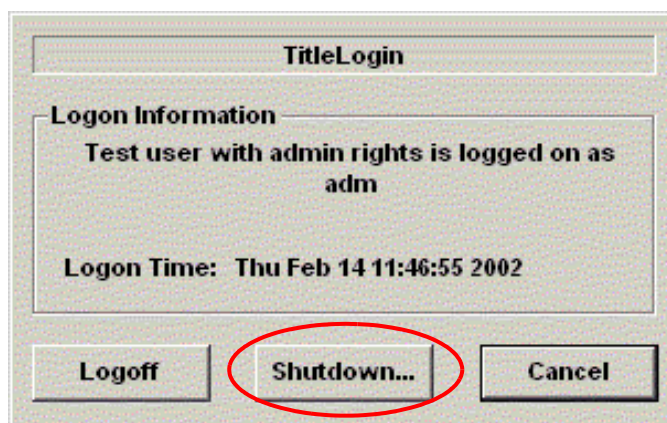 TitleLogin
Logon Information
Test user with admin rights is logged on as
adm
Logon Time: Thu Feb 14 11:46:55 2002
Logoff Shutdown... Cancel